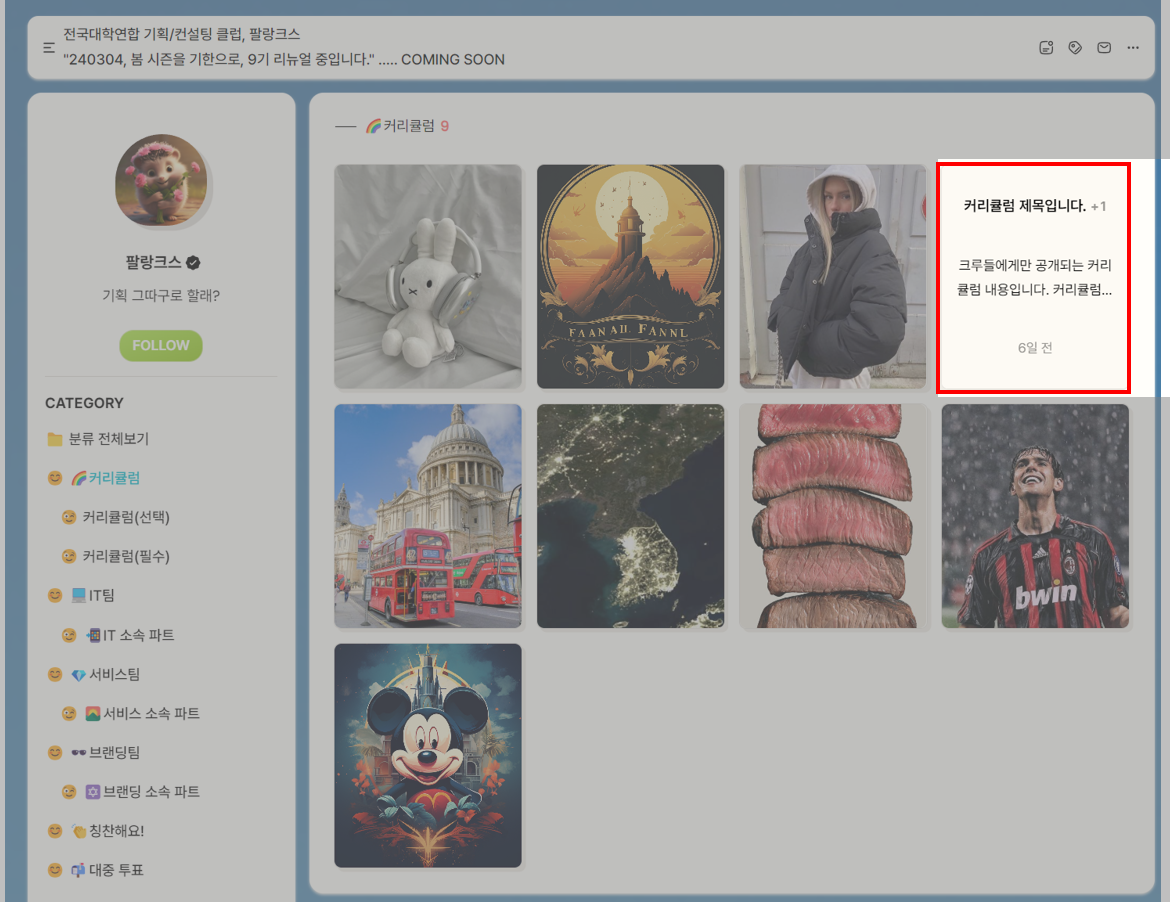 전국대학연합 기획/컨설팅 클럽, 팔랑크스
"240304, 봄 시즌을 기한으로, 9기 리뉴얼 중입니다." ..... COMING SOON
팔랑크스
기획 그따구로 할래?
FOLLOW
CATEGORY
분류 전체보기
커리큘럼
커리큘럼(선택)
커리큘럼(필수)
IT팀
IT 소속 파트
서비스팀
서비스 소속 파트
브랜딩팀
브랜딩 소속 파트
칭찬해요!
대중 투표
커리큘럼 9
FAANAII FANNL
커리큘럼 제목입니다. +1
크루들에게만 공개되는 커리
큘럼 내용입니다. 커리큘럼...
6일 전
bwin